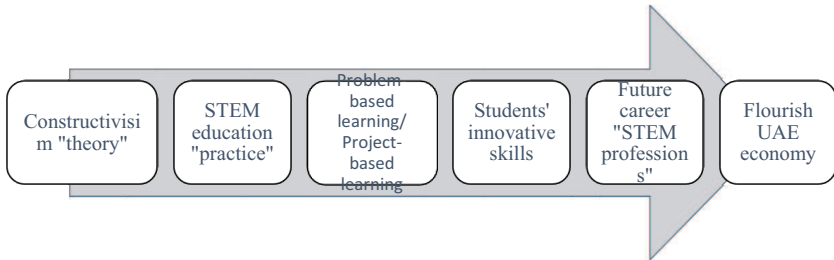 Constructivisi
m "theory"
STEM
education
"practice"
Problem-
based
learning/
Project-
based
learning
Students'
innovative
skills
Future
career
"STEM
profession
s"
Flourish
UAE
economy